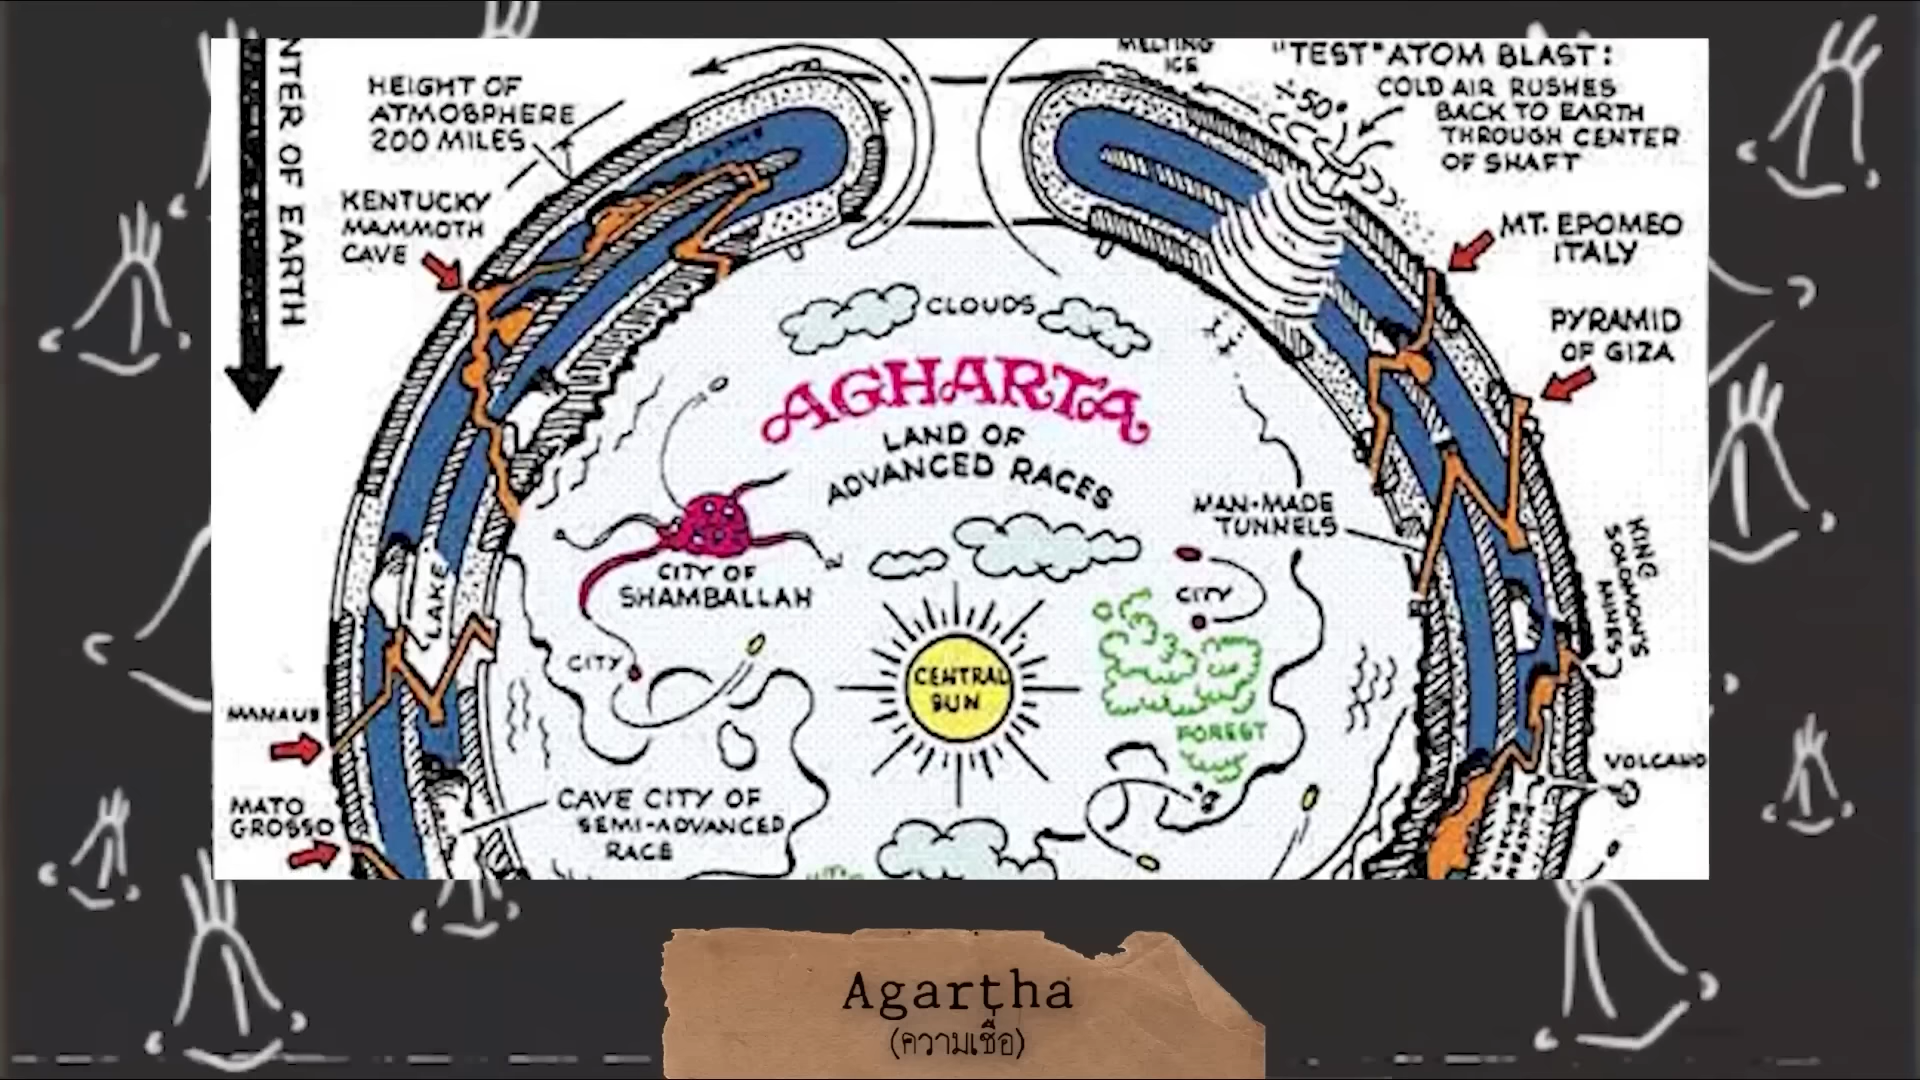 NTER OF EARTH
HEIGHT OF
ATMOSPHERE
200 MILES
MELTING
ICE
"TEST" ATOM BLAST:
÷50°
COLD AIR RUSHES
BACK TO EARTH
THROUGH CENTER
OF SHAFT
KENTUCKY
MAMMOTH
CAVE
MT. EPOMEO
ITALY
PYRAMID
OF GIZA
CLOUDS
AGHARTA
LAND OF
ADVANCED RACES
MAN-MADE
TUNNELS
CITY OF
SHAMBALLAH
CITY
CITY
LAKE
CENTRAL
SUN
FOREST
KING
SOLOMON'S
MINES
VOLCANO
MANAUS
MATO
GROSSO
CAVE CITY OF
SEMI-ADVANCED
RACE
Agartha
(ความเชื่อ)